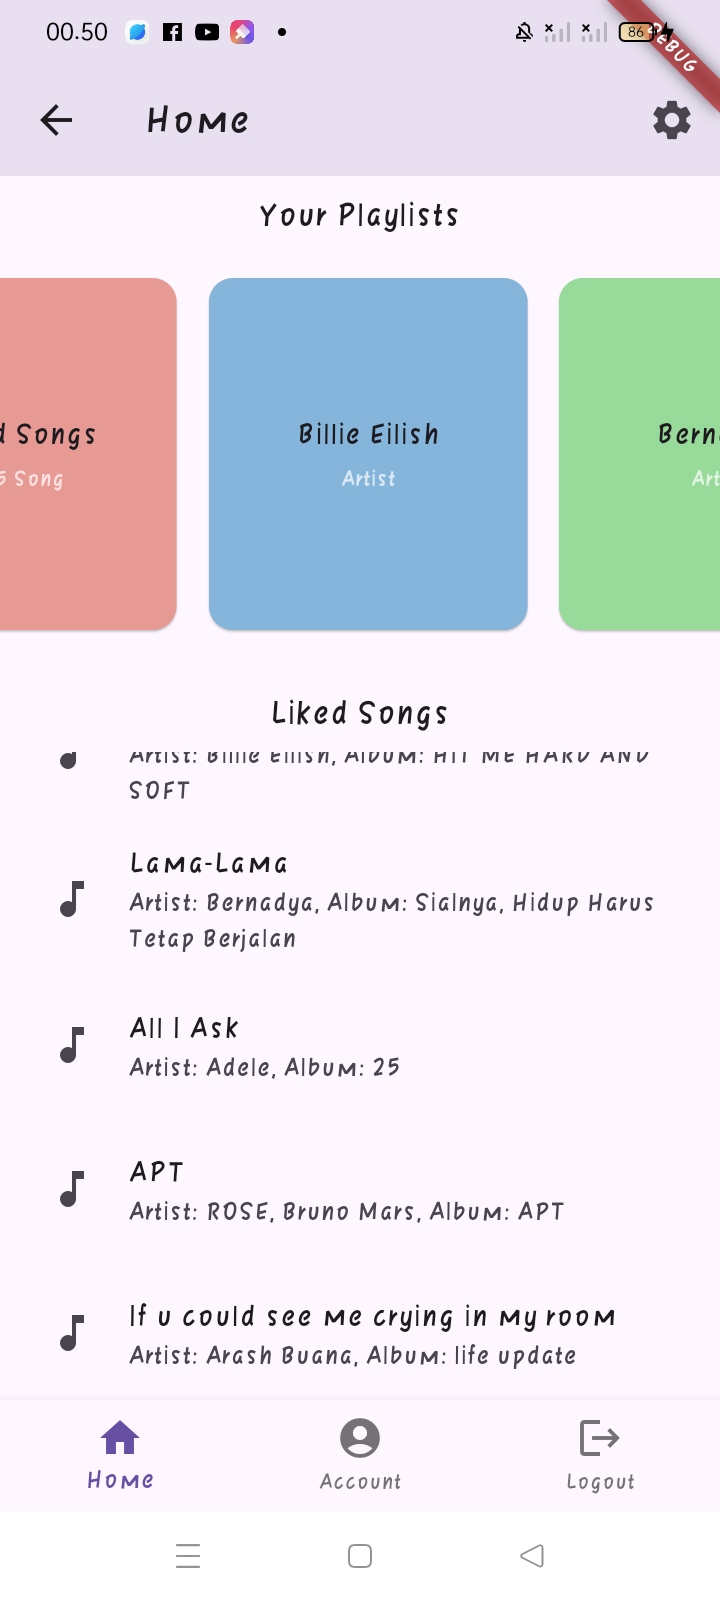 00.50
86
DEBUG
Home
Your Playlists
d Songs
5 Song
Billie Eilish
Artist
Bern
Art
Liked Songs
Artist: Billie Eilish, Album: HIT ME HARD AND
SOFT
Lama-Lama
Artist: Bernadya, Album: Sialnya, Hidup Harus
Tetap Berjalan
All I Ask
Artist: Adele, Album: 25
APT
Artist: ROSE, Bruno Mars, Album: APT
If u could see me crying in my room
Artist: Arash Buana, Album: life update
Home
Account
Logout